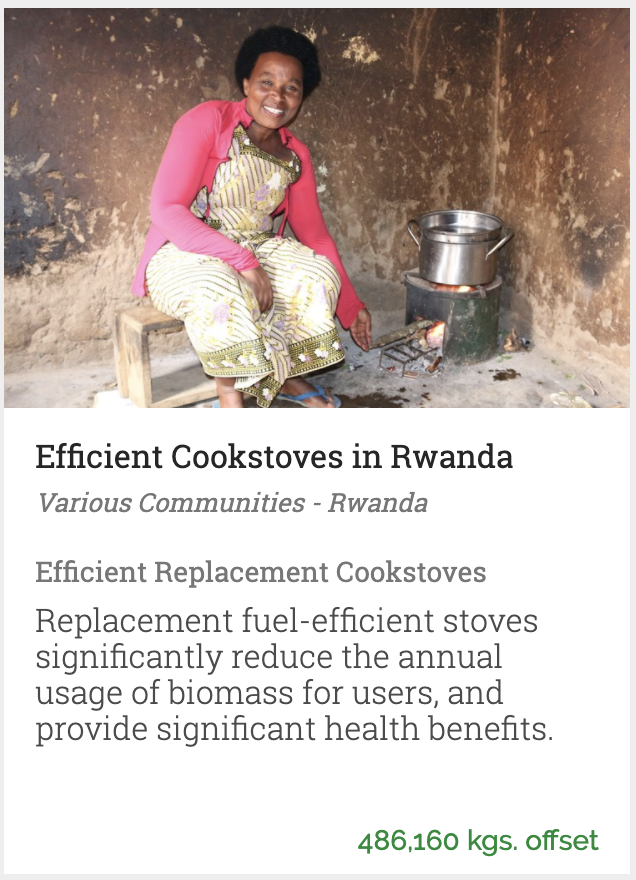 Efficient Cookstoves in Rwanda
Various Communities - Rwanda
Efficient Replacement Cookstoves
Replacement fuel-efficient stoves
significantly reduce the annual
usage of biomass for users, and
provide significant health benefits.
486,160 kgs. offset